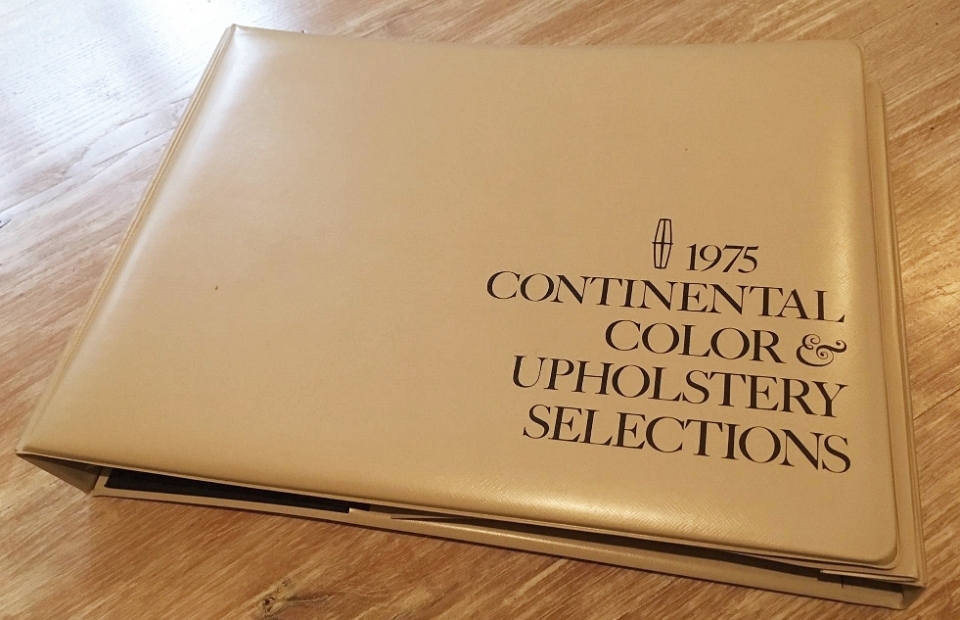 1975
CONTINENTAL
COLOR &
UPHOLSTERY
SELECTIONS